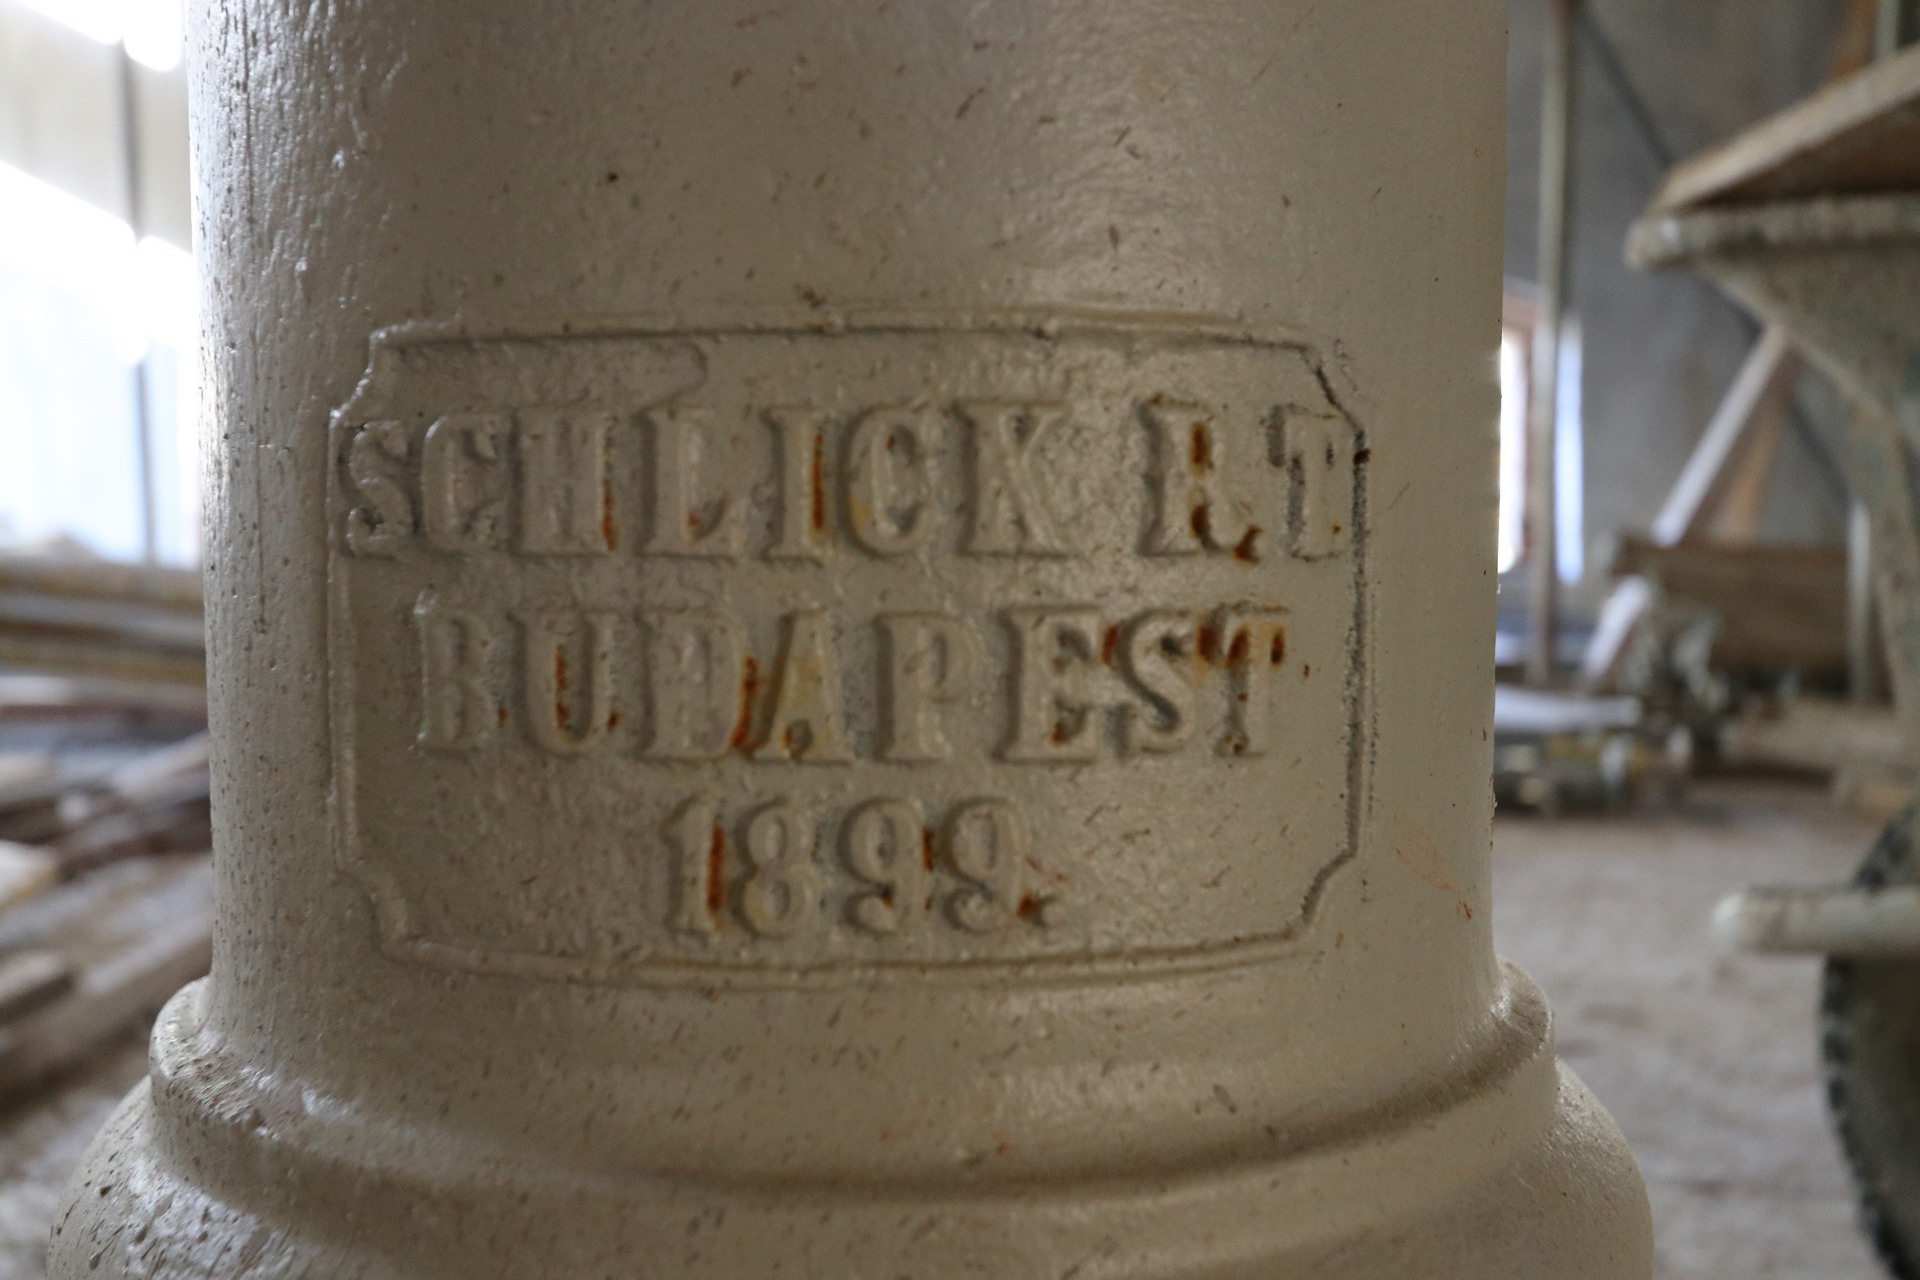 SCHLICK R.T
BUDAPEST
1899.